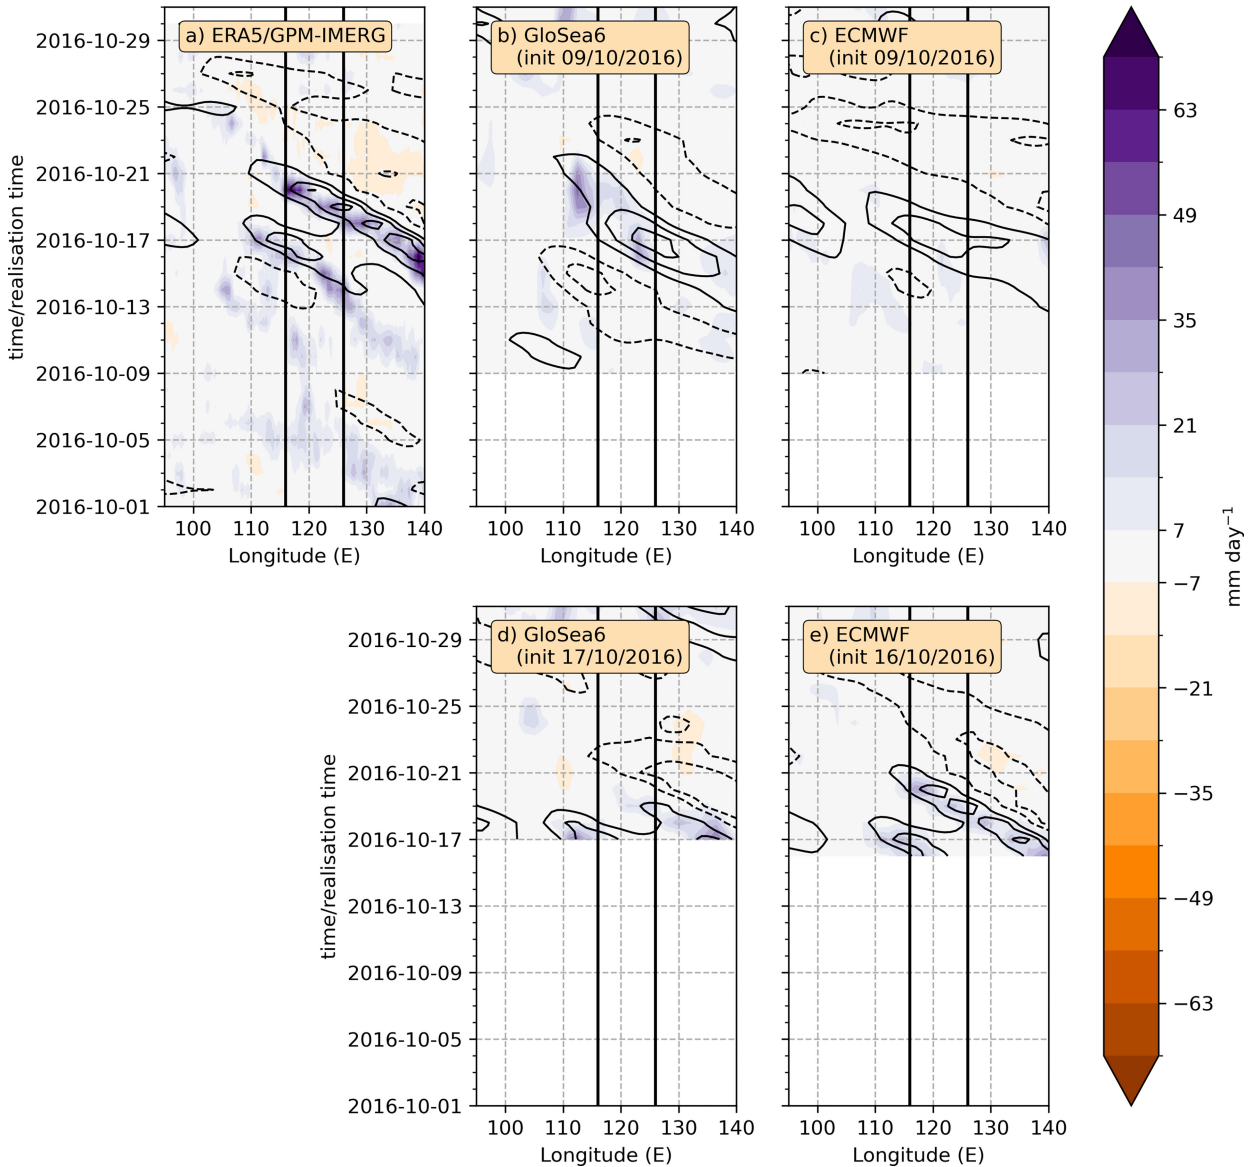 a) ERA5/GPM-IMERG
b) GloSea6
(init 09/10/2016)
c) ECMWF
(init 09/10/2016)
time/realisation time
2016-10-29
2016-10-25
2016-10-21
2016-10-17
2016-10-13
2016-10-09
2016-10-05
2016-10-01
100 110 120 130 140
100 110 120 130 140
100 110 120 130 140
Longitude (E)
Longitude (E)
Longitude (E)
d) GloSea6
(init 17/10/2016)
e) ECMWF
(init 16/10/2016)
time/realisation time
2016-10-29
2016-10-25
2016-10-21
2016-10-17
2016-10-13
2016-10-09
2016-10-05
2016-10-01
100 110 120 130 140
100 110 120 130 140
Longitude (E)
Longitude (E)
63
49
35
21
7
−7
−21
−35
−49
−63
mm day⁻¹